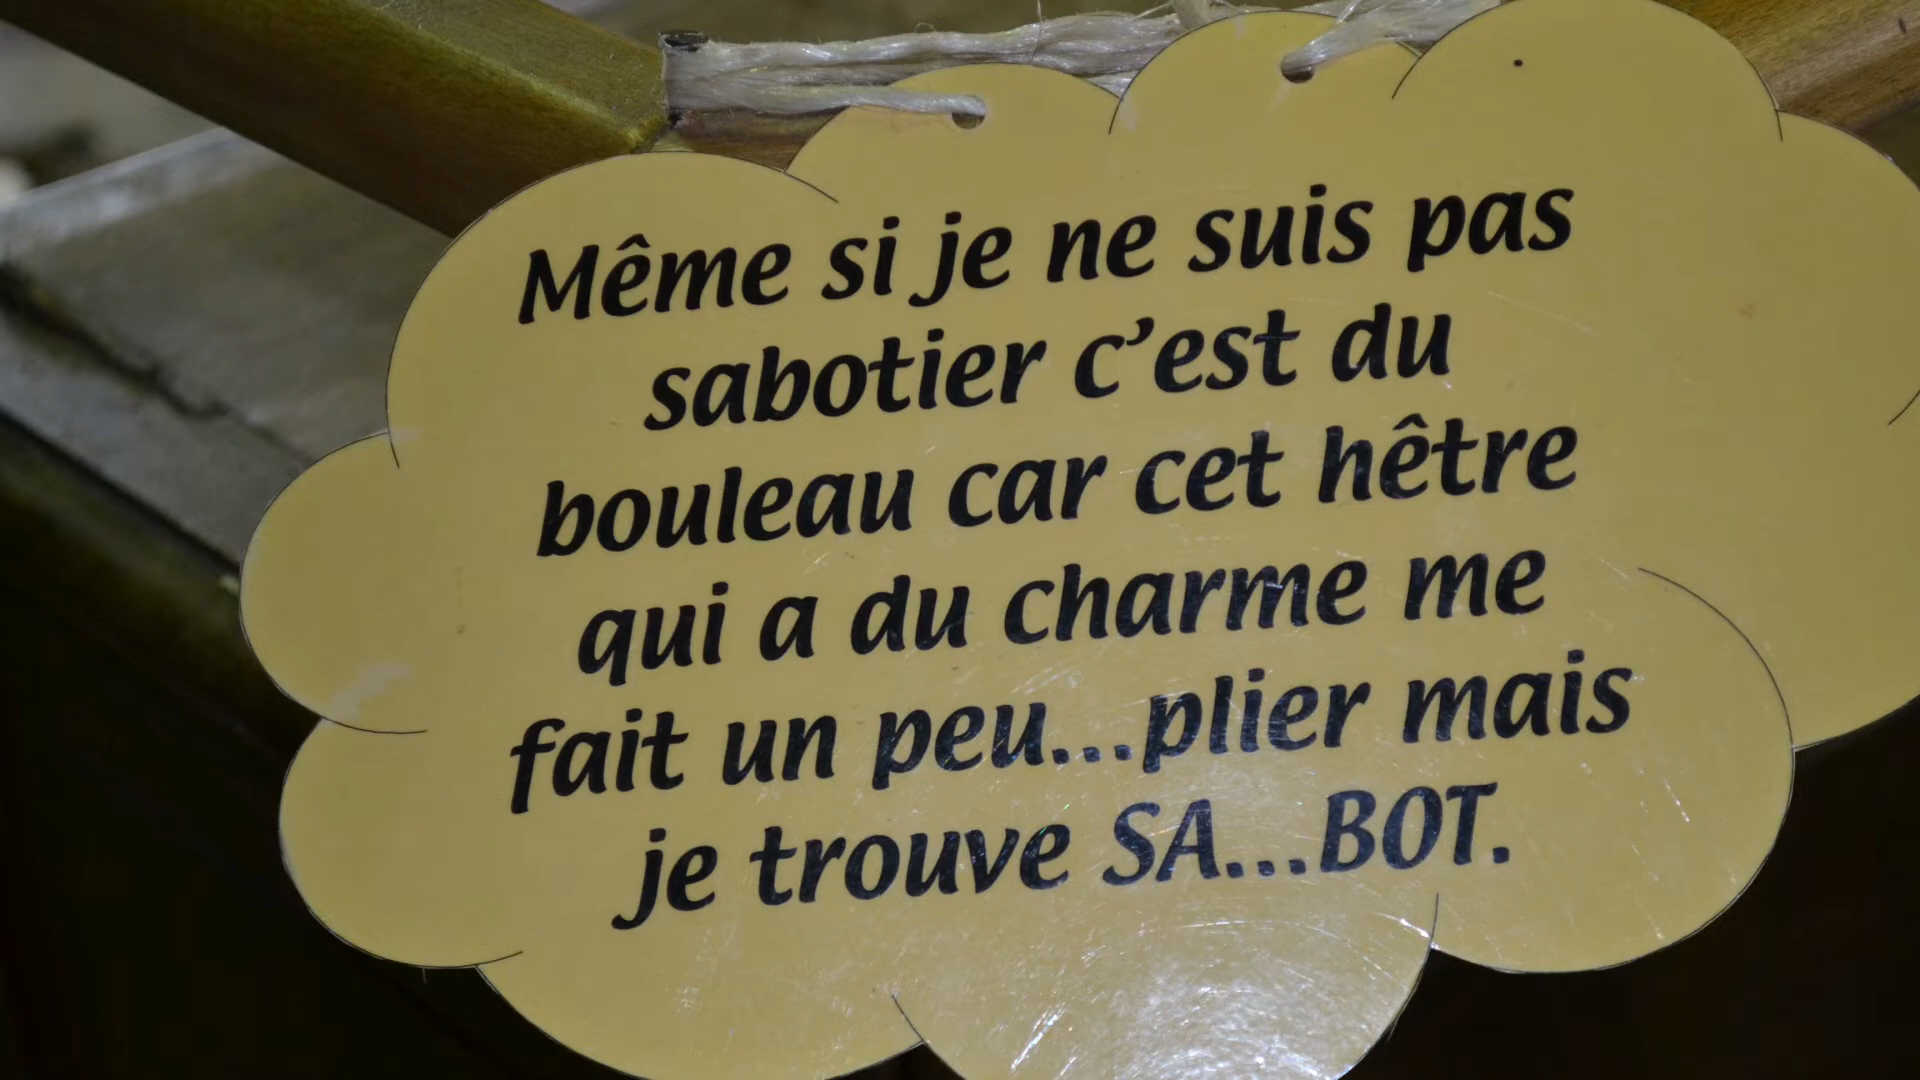 Même si je ne suis pas
sabotier c’est du
bouleau car cet hêtre
qui a du charme me
fait un peu...plier mais
je trouve SA...BOT.